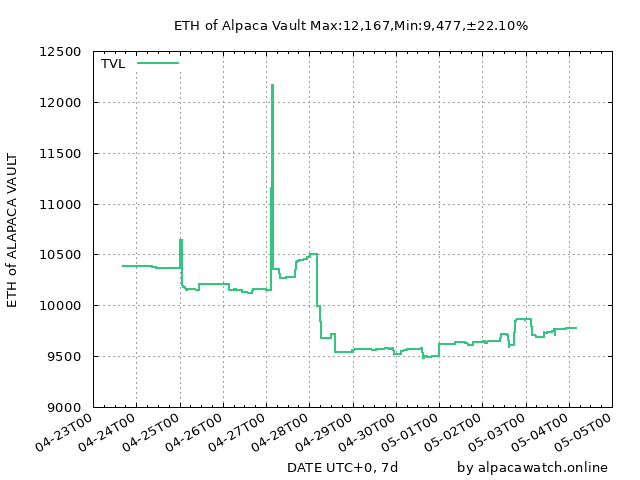 ETH of Alpaca Vault Max:12,167,Min:9,477,±22.10%
TVL
ETH of ALAPACA VAULT
12500
12000
11500
11000
10500
10000
9500
9000
04-23T00
04-24T00
04-25T00
04-26T00
04-27T00
04-28T00
04-29T00
04-30T00
05-01T00
05-02T00
05-03T00
05-04T00
05-05T00
DATE UTC+0, 7d
by alpacawatch.online